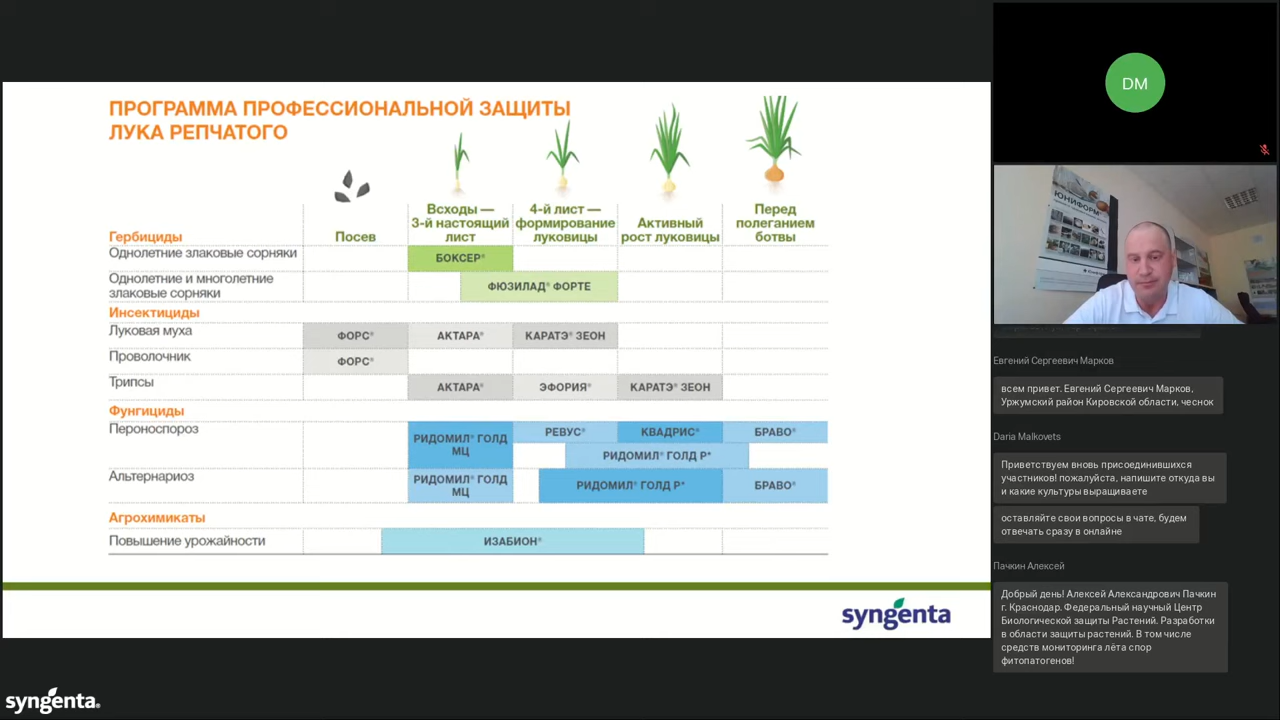 ПРОГРАММА ПРОФЕССИОНАЛЬНОЙ ЗАЩИТЫ
ЛУКА РЕПЧАТОГО
Гербициды
Посев
Всходы —
3-й настоящий
лист
4-й лист —
формирование
луковицы
Активный
рост луковицы
Перед
полеганием
ботвы
Однолетние злаковые сорняки
БОКСЕР®
Однолетние и многолетние
злаковые сорняки
ФЮЗИЛАД® ФОРТЕ
Инсектициды
Луковая муха
ФОРС®
АКТАРА®
КАРАТЭ® ЗЕОН
Проволочник
ФОРС®
Трипсы
АКТАРА®
ЭФОРИЯ®
КАРАТЭ® ЗЕОН
Фунгициды
Пероноспороз
РИДОМИЛ® ГОЛД
МЦ
РЕВУС®
КВАДРИС®
БРАВО®
РИДОМИЛ® ГОЛД Р*
Альтернариоз
РИДОМИЛ® ГОЛД
МЦ
РИДОМИЛ® ГОЛД Р*
БРАВО®
Агрохимикаты
Повышение урожайности
ИЗАБИОН®
syngenta
syngenta®
DM
ЮНИФОРМ
Евгений Сергеевич Марков
всем привет. Евгений Сергеевич Марков,
Уржумский район Кировской области, чеснок
Daria Malkovets
Приветствуем вновь присоединившихся
участников! пожалуйста, напишите откуда вы
и какие культуры выращиваете
оставляйте свои вопросы в чате, будем
отвечать сразу в онлайне
Пачкин Алексей
Добрый день! Алексей Александрович Пачкин
г. Краснодар. Федеральный научный Центр
Биологической защиты Растений. Разработки
в области защиты растений. В том числе
средств мониторинга лёта спор
фитопатогенов!